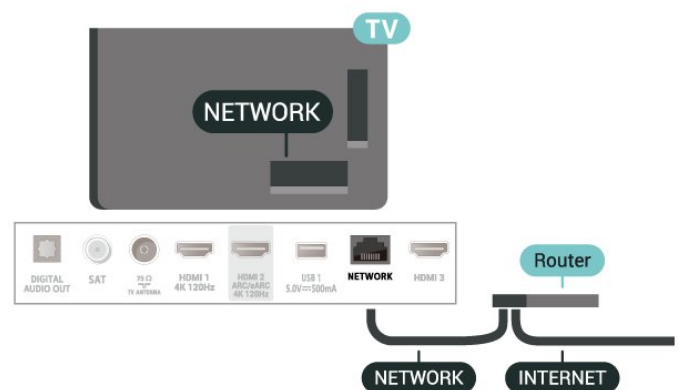 TV
NETWORK
DIGITAL
AUDIO OUT
SAT
75 Ω
TV ANTENNA
HDMI 1
4K 120Hz
HDMI 2
ARC/eARC
4K 120Hz
USB 1
5.0V⎓500mA
NETWORK
HDMI 3
Router
NETWORK
INTERNET